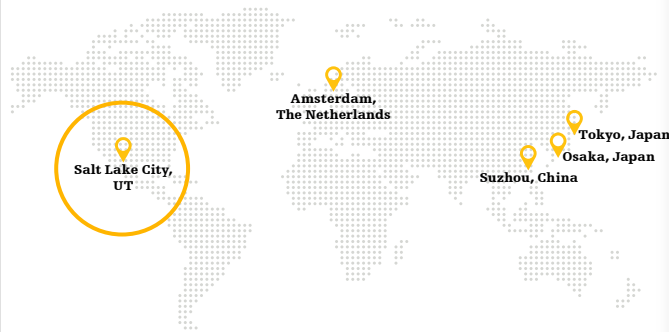 Amsterdam,
The Netherlands
Tokyo, Japan
Osaka, Japan
Salt Lake City,
UT
Suzhou, China